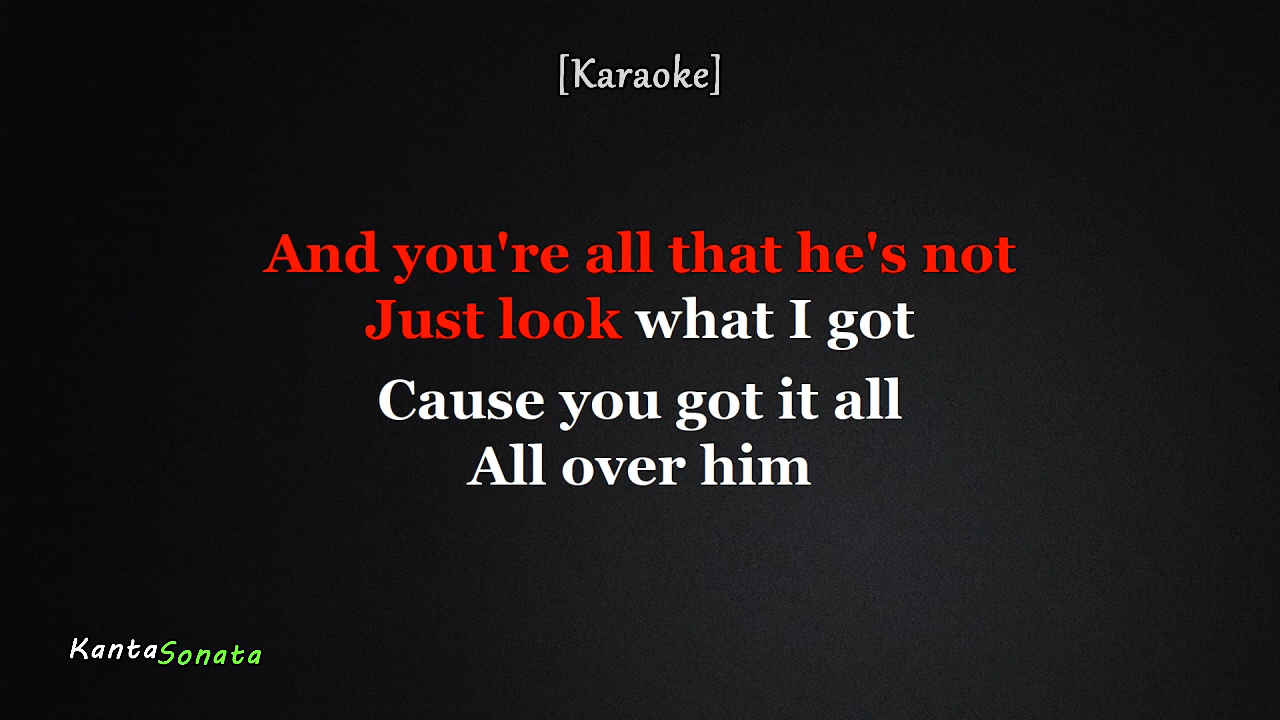 [Karaoke]
And you're all that he's not
Just look what I got
Cause you got it all
All over him
KantaSonata